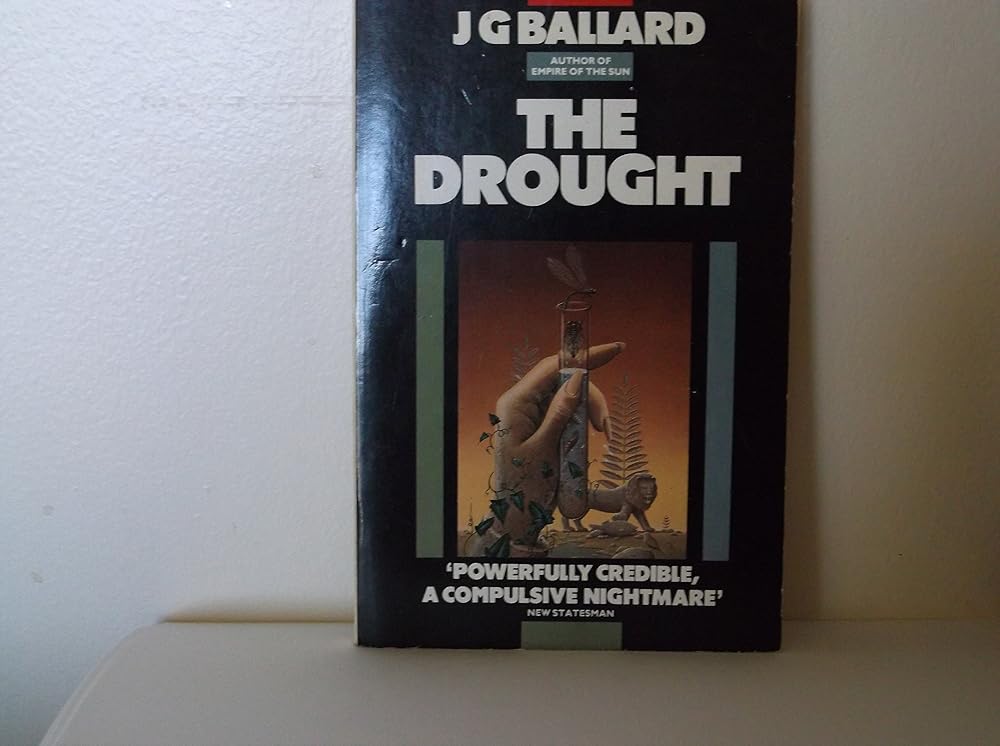 J G BALLARD
AUTHOR OF
EMPIRE OF THE SUN
THE
DROUGHT
‘POWERFULLY CREDIBLE,
A COMPULSIVE NIGHTMARE’
NEW STATESMAN